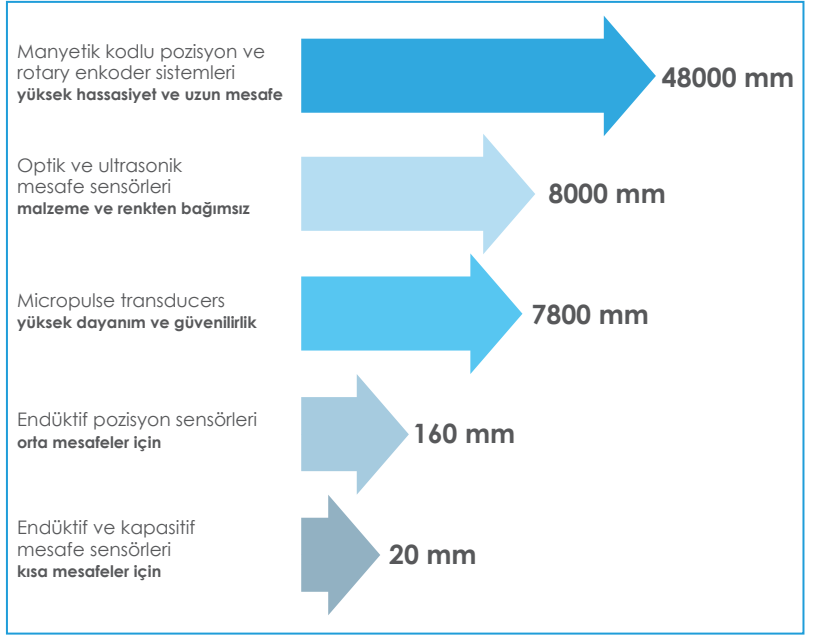 Manyetik kodlu pozisyon ve
rotary enkoder sistemleri
yüksek hassasiyet ve uzun mesafe
48000 mm
Optik ve ultrasonik
mesafe sensörleri
malzeme ve renkten bağımsız
8000 mm
Micropulse transducers
yüksek dayanım ve güvenilirlik
7800 mm
Endüktif pozisyon sensörleri
orta mesafeler için
160 mm
Endüktif ve kapasitif
mesafe sensörleri
kısa mesafeler için
20 mm